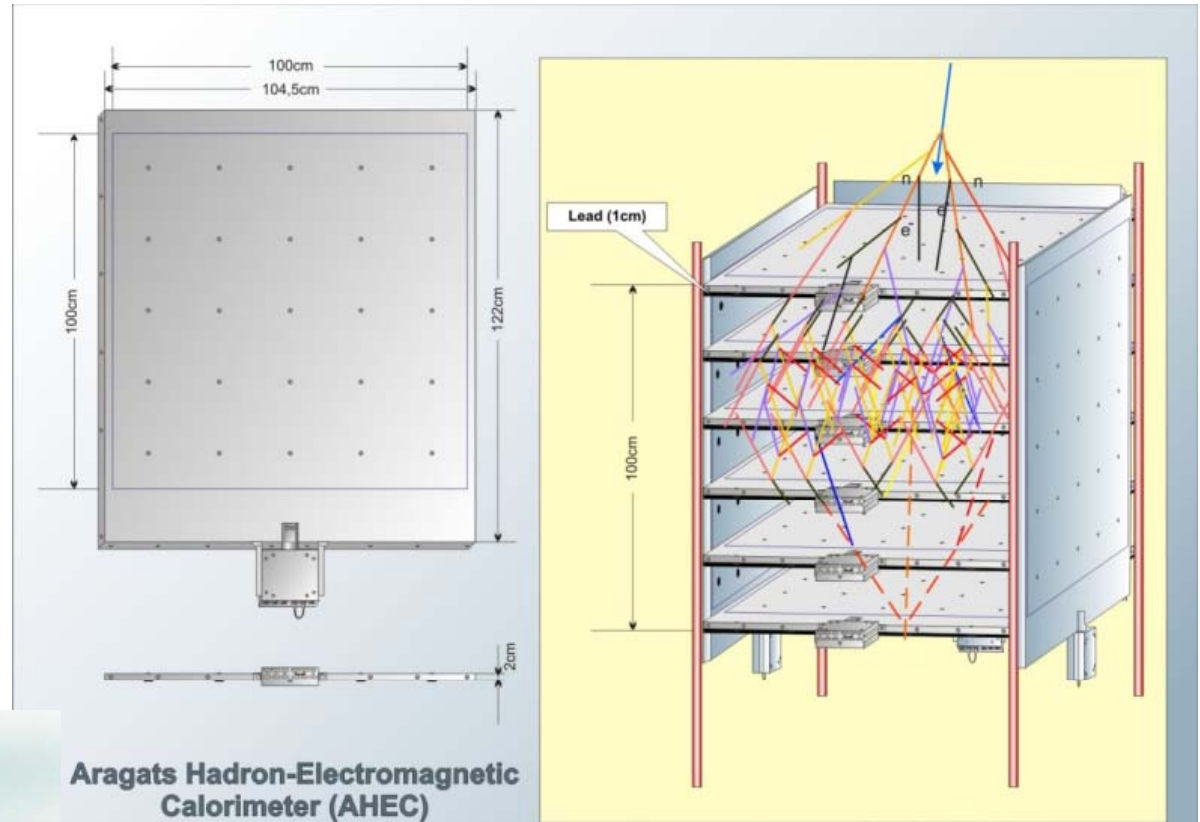 100cm
104,5cm
100cm
122cm
2cm
Aragats Hadron-Electromagnetic
Calorimeter (AHEC)
Lead (1cm)
n
n
e
e
100cm